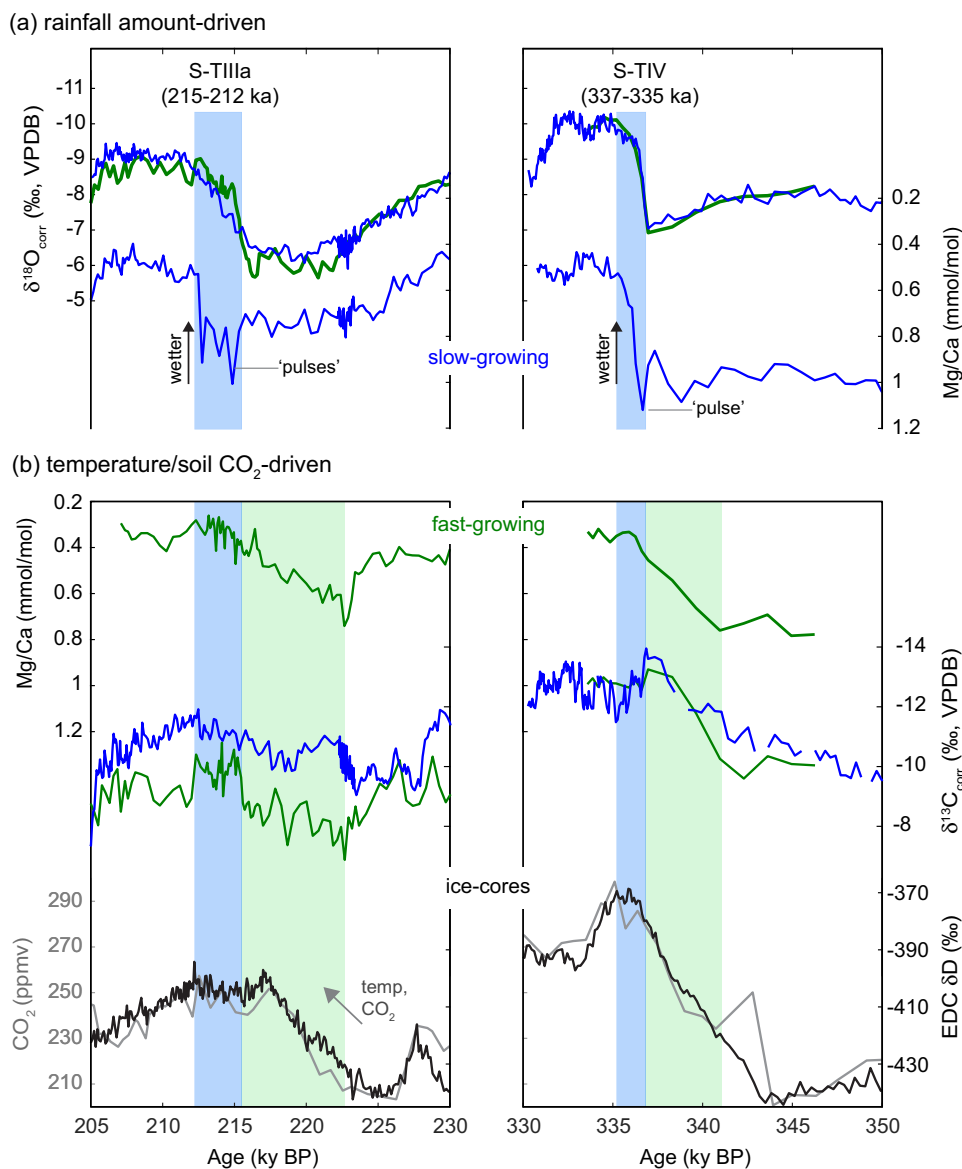 (a) rainfall amount-driven
S-TIIIa
(215-212 ka)
S-TIV
(337-335 ka)
-11
-10
-9
-8
-7
-6
-5
δ¹⁸O_corr (‰, VPDB)
0.2
0.4
0.6
0.8
1
1.2
Mg/Ca (mmol/mol)
wetter
'pulses'
slow-growing
wetter
'pulse'
(b) temperature/soil CO₂-driven
0.2
0.4
0.6
0.8
1
1.2
Mg/Ca (mmol/mol)
fast-growing
-14
-12
-10
-8
δ¹³C_corr (‰, VPDB)
ice-cores
290
270
250
230
210
CO₂ (ppmv)
temp,
CO₂
-370
-390
-410
-430
EDC δD (‰)
205 210 215 220 225 230
330 335 340 345 350
Age (ky BP)
Age (ky BP)